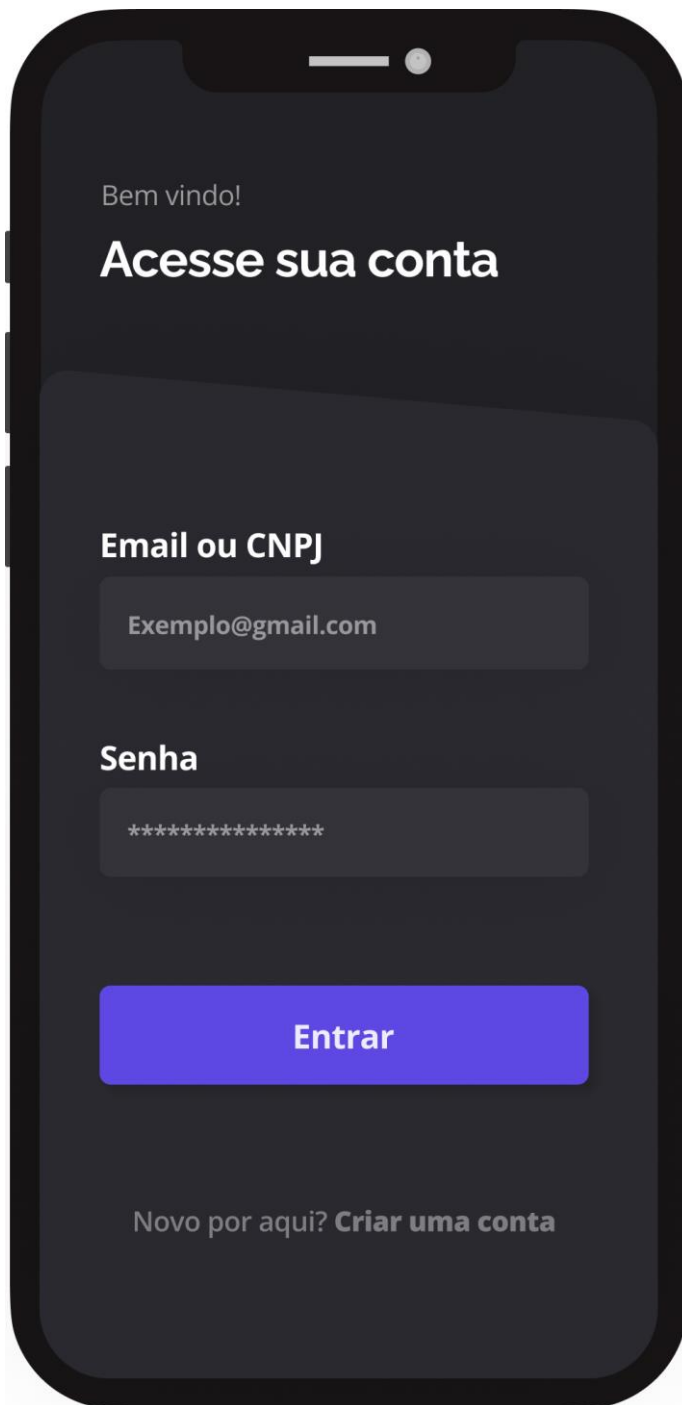 Bem vindo!
Acesse sua conta
Email ou CNPJ
Exemplo@gmail.com
Senha
***************
Entrar
Novo por aqui? Criar uma conta